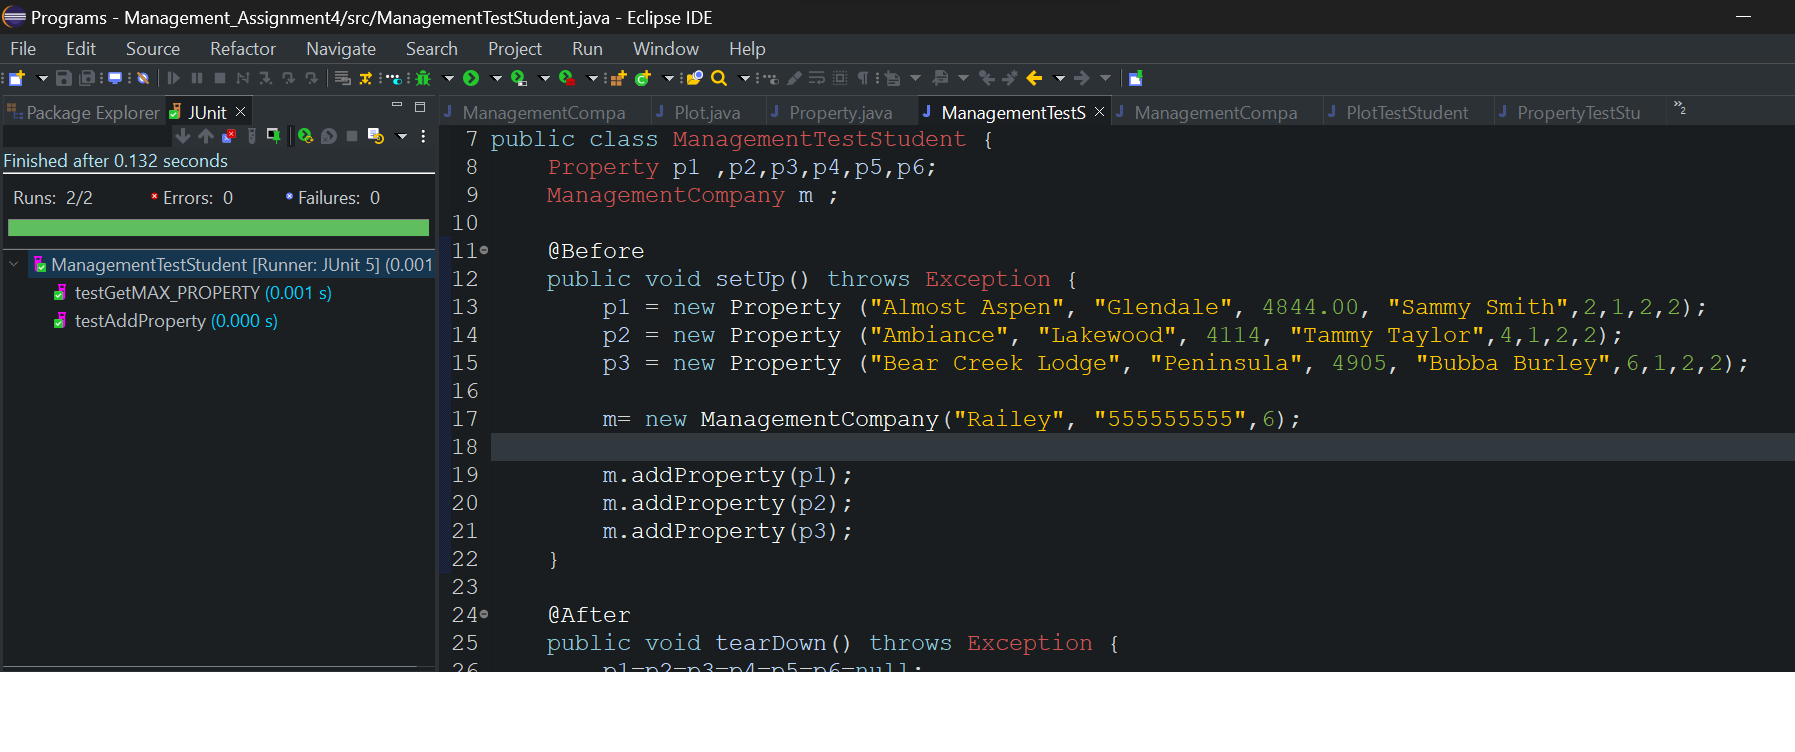 Programs - Management_Assignment4/src/ManagementTestStudent.java - Eclipse IDE
File Edit Source Refactor Navigate Search Project Run Window Help
Package Explorer JUnit
ManagementCompa Plot.java Property.java ManagementTestS ManagementCompa PlotTestStudent PropertyTestStu 2
Finished after 0.132 seconds
Runs: 2/2 Errors: 0 Failures: 0
ManagementTestStudent [Runner: JUnit 5] (0.001
testGetMAX_PROPERTY (0.001 s)
testAddProperty (0.000 s)
7 public class ManagementTestStudent {
8 Property p1 ,p2,p3,p4,p5,p6;
9 ManagementCompany m ;
10
11 @Before
12 public void setUp() throws Exception {
13 p1 = new Property ("Almost Aspen", "Glendale", 4844.00, "Sammy Smith",2,1,2,2);
14 p2 = new Property ("Ambiance", "Lakewood", 4114, "Tammy Taylor",4,1,2,2);
15 p3 = new Property ("Bear Creek Lodge", "Peninsula", 4905, "Bubba Burley",6,1,2,2);
16
17 m= new ManagementCompany("Railey", "555555555",6);
18
19 m.addProperty(p1);
20 m.addProperty(p2);
21 m.addProperty(p3);
22 }
23
24 @After
25 public void tearDown() throws Exception {
26 p1=p2=p3=p4=p5=p6=null;